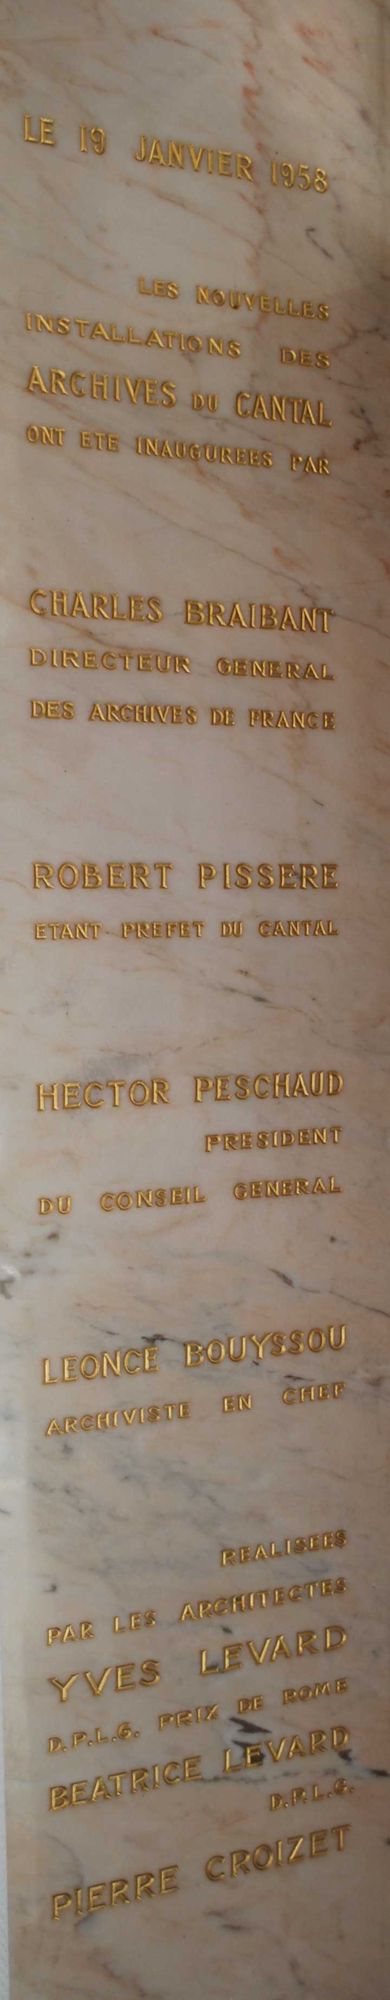 LE 19 JANVIER 1958
LES NOUVELLES
INSTALLATIONS DES
ARCHIVES DU CANTAL
ONT ETE INAUGUREES PAR
CHARLES BRAIBANT
DIRECTEUR GENERAL
DES ARCHIVES DE FRANCE
ROBERT PISSERE
ETANT PREFET DU CANTAL
HECTOR PESCHAUD
PRESIDENT
DU CONSEIL GENERAL
LEONCE BOUYSSOU
ARCHIVISTE EN CHEF
REALISEES
PAR LES ARCHITECTES
YVES LEVARD
D.P.L.G. PRIX DE ROME
BEATRICE LEVARD
D.P.L.G.
PIERRE CROIZET